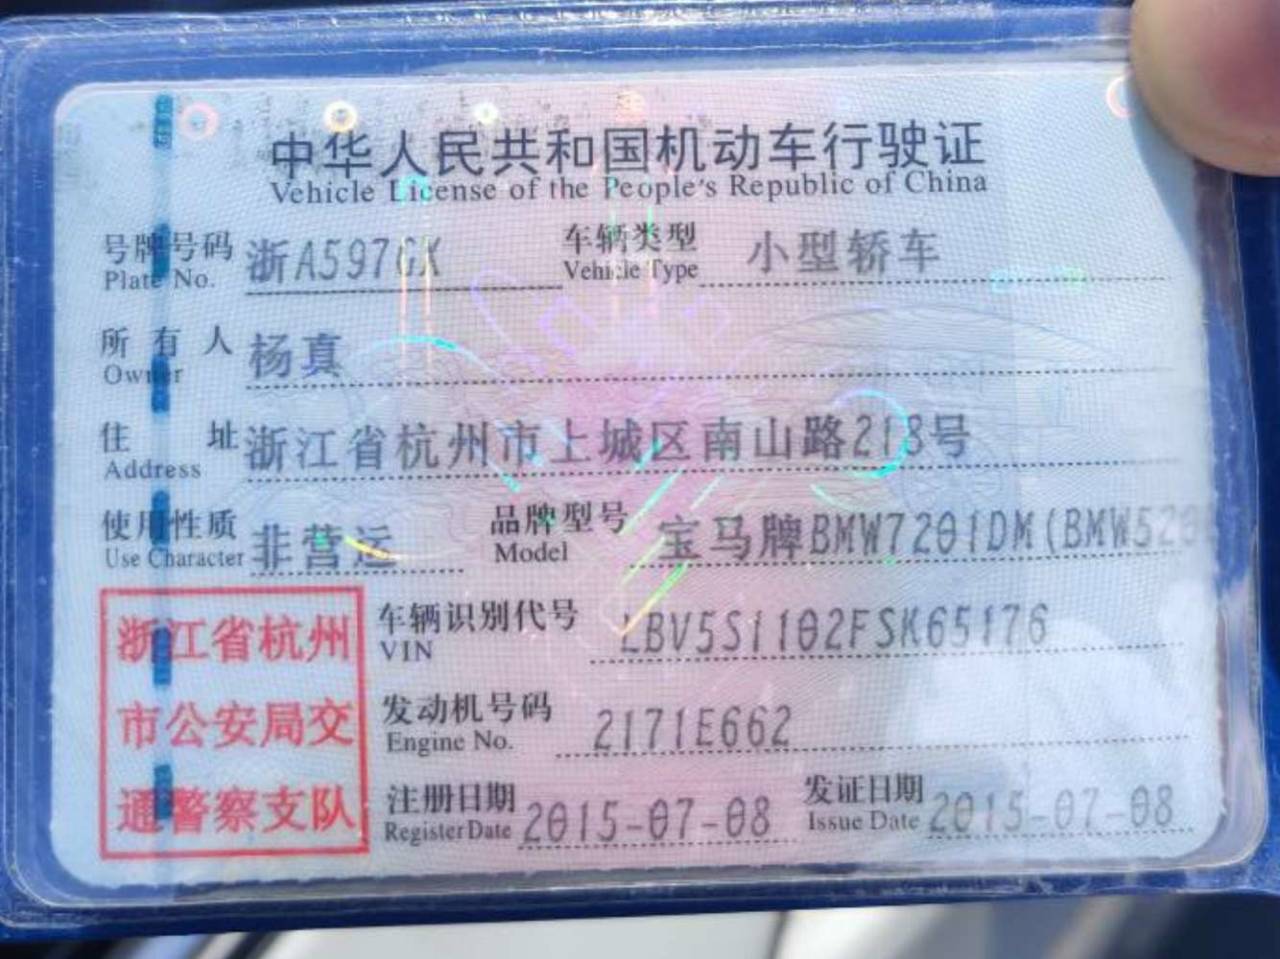 中华人民共和国机动车行驶证
Vehicle License of the People's Republic of China
号牌号码 浙A597GX 车辆类型 小型轿车
Plate No. Vehicle Type
所有人 杨真
Owner
住址 浙江省杭州市上城区南山路218号
Address
使用性质 非营运 品牌型号 宝马牌BMW7201DM(BMW520
Use Character Model
浙江省杭州
市公安局交
通警察支队
车辆识别代号 LBV5S1102FSK65176
VIN
发动机号码 2171E662
Engine No.
注册日期 2015-07-08 发证日期 2015-07-08
Register Date Issue Date